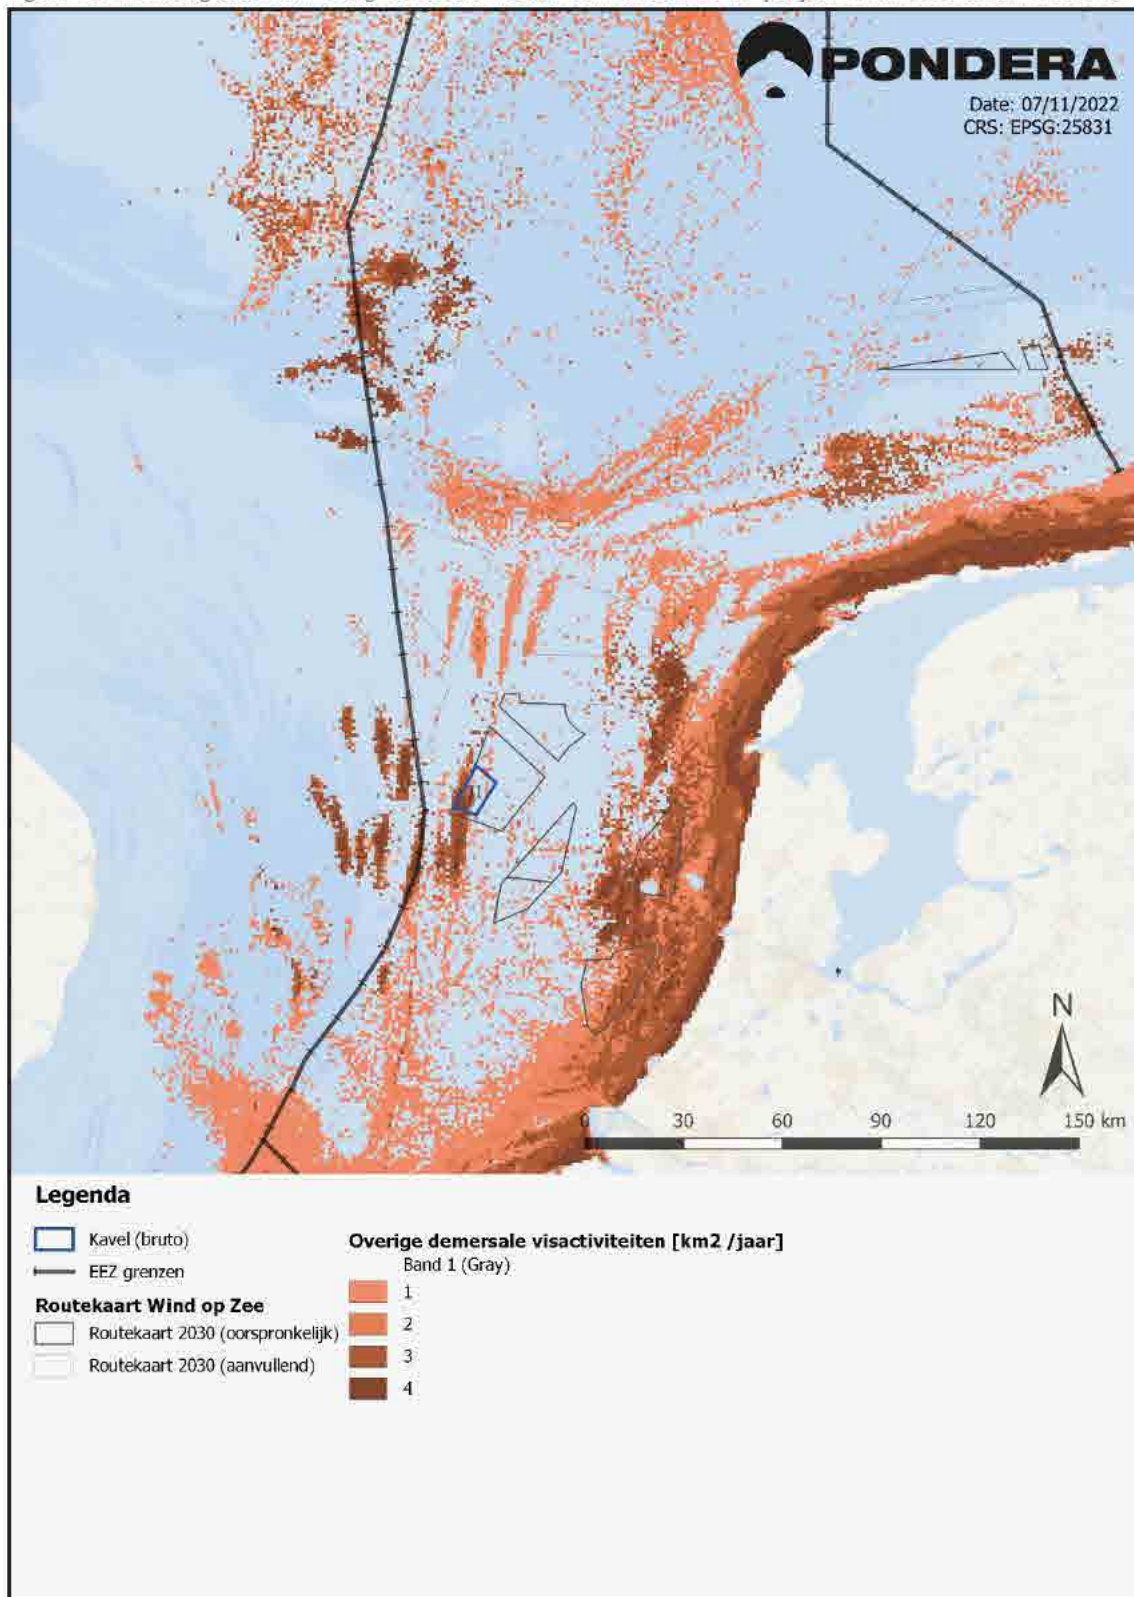 PONDERA
Date: 07/11/2022
CRS: EPSG:25831
N
0 30 60 90 120 150 km
Legenda
Kavel (bruto)
EEZ grenzen
Routekaart Wind op Zee
Routekaart 2030 (oorspronkelijk)
Routekaart 2030 (aanvullend)
Overige demersale visactiviteiten [km2 /jaar]
Band 1 (Gray)
1
2
3
4